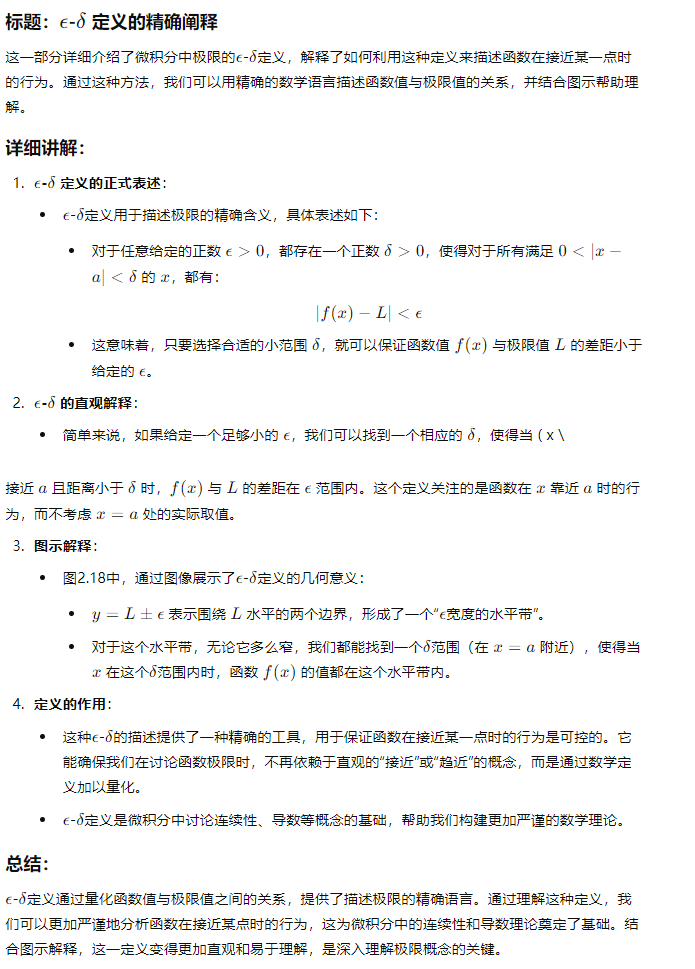 标题：ϵ-δ 定义的精确阐释
这一部分详细介绍了微积分中极限的ϵ-δ定义，解释了如何利用这种定义来描述函数在接近某一点时
的行为。通过这种方法，我们可以用精确的数学语言描述函数值与极限值的关系，并结合图示帮助理
解。
详细讲解：
1. ϵ-δ 定义的正式表述：
• ϵ-δ定义用于描述极限的精确含义，具体表述如下：
• 对于任意给定的正数 ϵ > 0，都存在一个正数 δ > 0，使得对于所有满足 0 < |x −
a| < δ 的 x，都有：
|f(x) − L| < ϵ
• 这意味着，只要选择合适的小范围 δ，就可以保证函数值 f(x) 与极限值 L 的差距小于
给定的 ϵ。
2. ϵ-δ 的直观解释：
• 简单来说，如果给定一个足够小的 ϵ，我们可以找到一个相应的 δ，使得当 ( x \
接近 a 且距离小于 δ 时，f(x) 与 L 的差距在 ϵ 范围内。这个定义关注的是函数在 x 靠近 a 时的行
为，而不考虑 x = a 处的实际取值。
3. 图示解释：
• 图2.18中，通过图像展示了ϵ-δ定义的几何意义：
• y = L ± ϵ 表示围绕 L 水平的两个边界，形成了一个“ϵ宽度的水平带”。
• 对于这个水平带，无论它多么窄，我们都能找到一个δ范围（在 x = a 附近），使得当
x 在这个δ范围内时，函数 f(x) 的值都在这个水平带内。
4. 定义的作用：
• 这种ϵ-δ的描述提供了一种精确的工具，用于保证函数在接近某一点时的行为是可控的。它
能确保我们在讨论函数极限时，不再依赖于直观的“接近”或“趋近”的概念，而是通过数学定
义加以量化。
• ϵ-δ定义是微积分中讨论连续性、导数等概念的基础，帮助我们构建更加严谨的数学理论。
总结：
ϵ-δ定义通过量化函数值与极限值之间的关系，提供了描述极限的精确语言。通过理解这种定义，我
们可以更加严谨地分析函数在接近某点时的行为，这为微积分中的连续性和导数理论奠定了基础。结
合图示解释，这一定义变得更加直观和易于理解，是深入理解极限概念的关键。